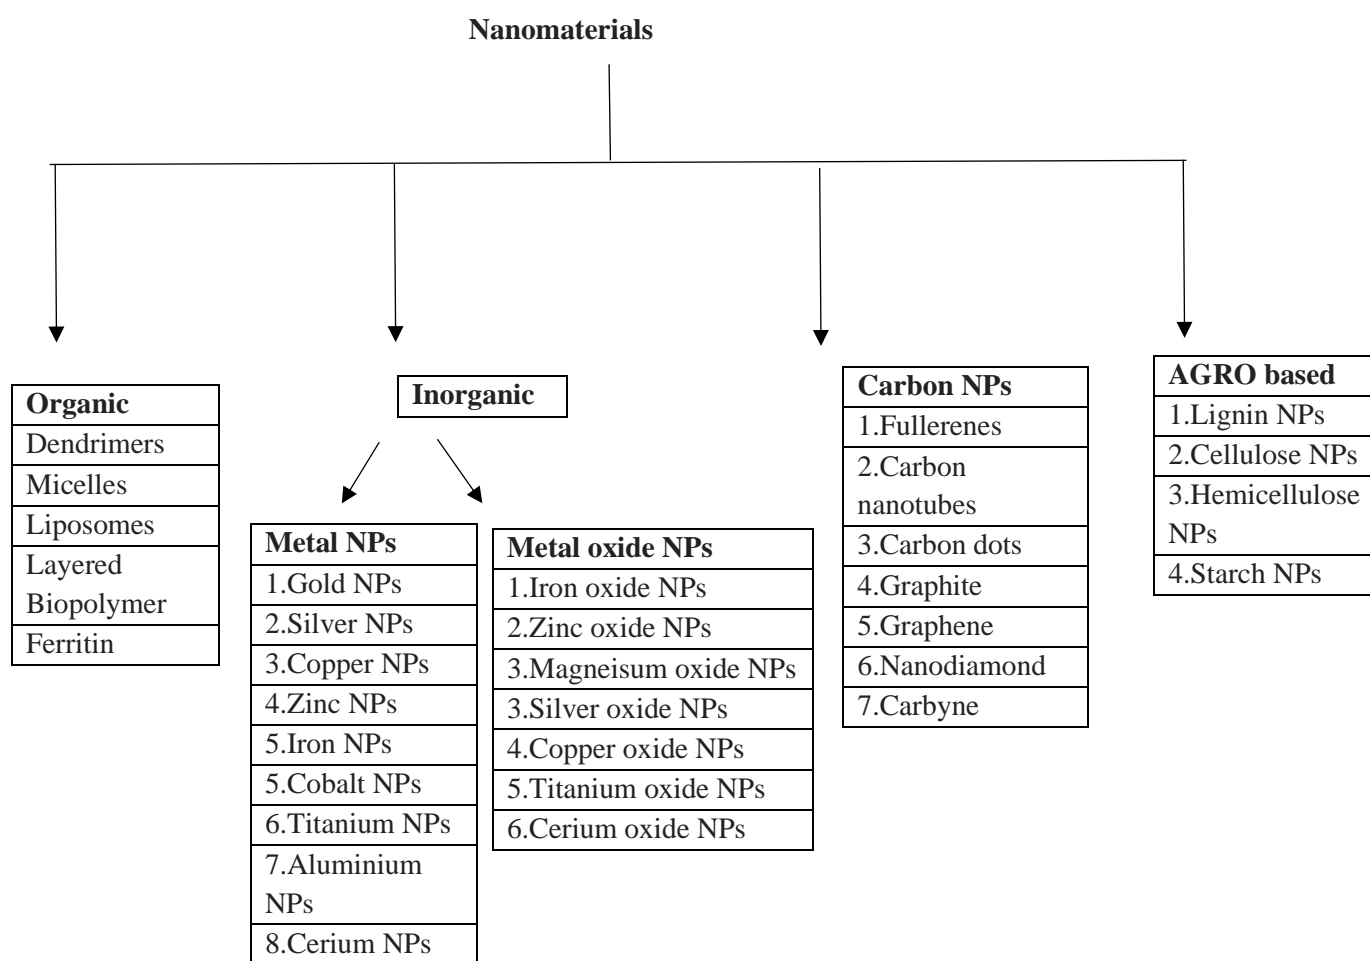 Nanomaterials
Organic
Dendrimers
Micelles
Liposomes
Layered
Biopolymer
Ferritin
Inorganic
Metal NPs
1.Gold NPs
2.Silver NPs
3.Copper NPs
4.Zinc NPs
5.Iron NPs
5.Cobalt NPs
6.Titanium NPs
7.Aluminium
NPs
8.Cerium NPs
Metal oxide NPs
1.Iron oxide NPs
2.Zinc oxide NPs
3.Magneisum oxide NPs
3.Silver oxide NPs
4.Copper oxide NPs
5.Titanium oxide NPs
6.Cerium oxide NPs
Carbon NPs
1.Fullerenes
2.Carbon
nanotubes
3.Carbon dots
4.Graphite
5.Graphene
6.Nanodiamond
7.Carbyne
AGRO based
1.Lignin NPs
2.Cellulose NPs
3.Hemicellulose
NPs
4.Starch NPs